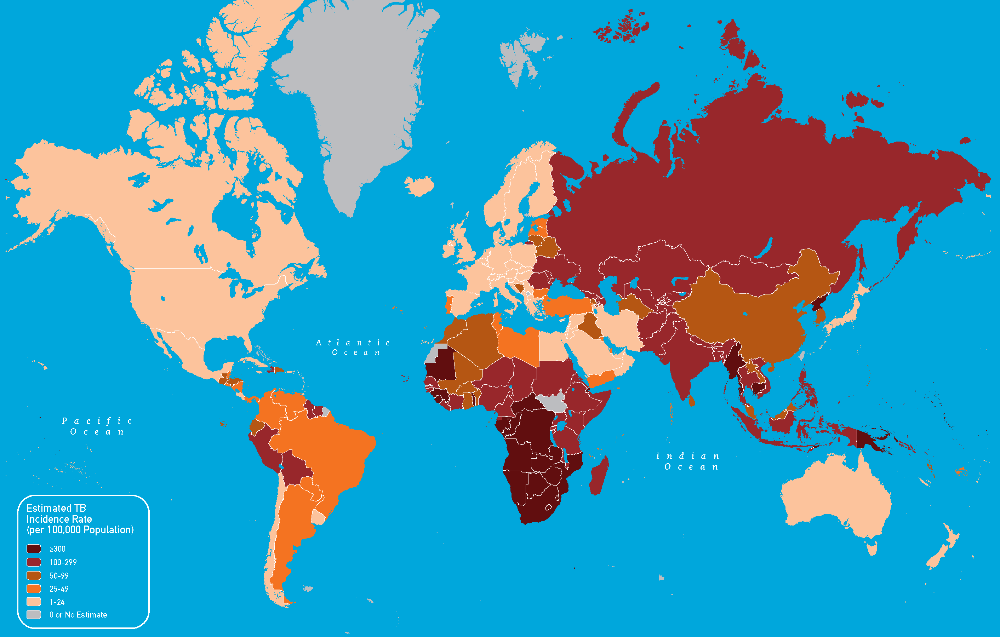 Atlantic
Ocean
Pacific
Ocean
Indian
Ocean
Estimated TB
Incidence Rate
(per 100,000 Population)
≥300
100-299
50-99
25-49
1-24
0 or No Estimate